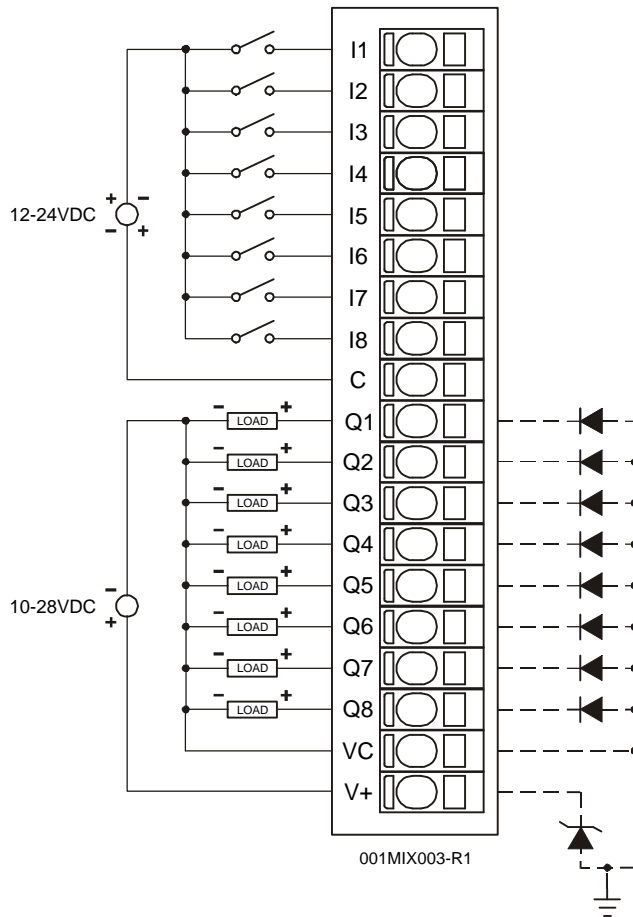 I1
I2
I3
I4
I5
I6
I7
I8
C
12-24VDC
+ -
- +
- LOAD + Q1
- LOAD + Q2
- LOAD + Q3
- LOAD + Q4
- LOAD + Q5
- LOAD + Q6
- LOAD + Q7
- LOAD + Q8
VC
V+
10-28VDC
-
+
001MIX003-R1